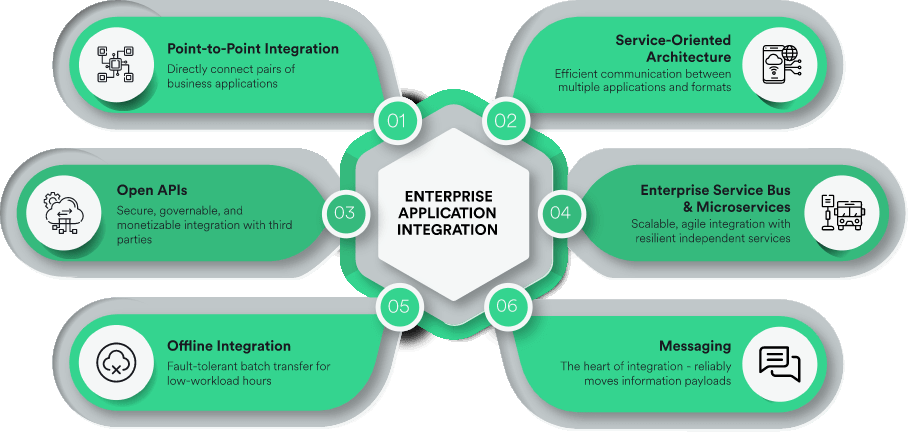 Point-to-Point Integration
Directly connect pairs of
business applications
01
Service-Oriented
Architecture
Efficient communication between
multiple applications and formats
02
Open APIs
Secure, governable, and
monetizable integration with third
parties
03
ENTERPRISE
APPLICATION
INTEGRATION
04
Enterprise Service Bus
& Microservices
Scalable, agile integration with
resilient independent services
Offline Integration
Fault-tolerant batch transfer for
low-workload hours
05
06
Messaging
The heart of integration - reliably
moves information payloads